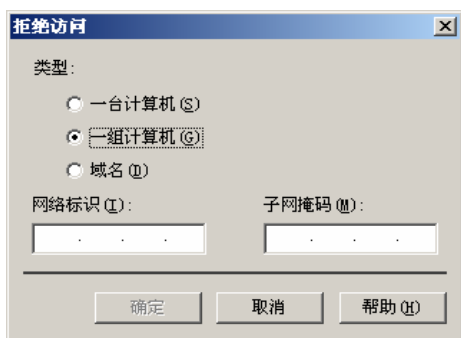 拒绝访问
类型:
一台计算机(S)
一组计算机(G)
域名(D)
网络标识(I): 子网掩码(M):
. . . . . .
确定 取消 帮助(H)